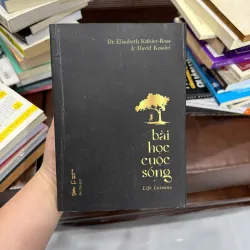 Dr. Elisabeth Kübler-Ross
& David Kessler
bài
học
cuộc
sống
Life Lessons